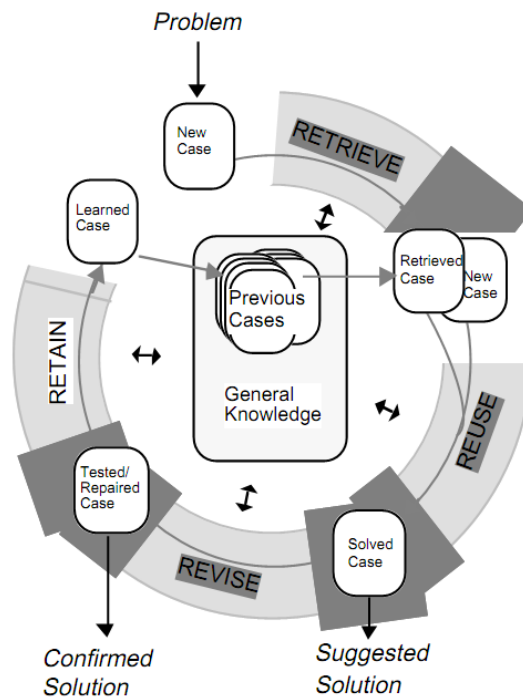 Problem
New
Case
RETRIEVE
Learned
Case
Retrieved
Case
New
Case
Previous
Cases
General
Knowledge
RETAIN
REUSE
Tested/
Repaired
Case
Solved
Case
REVISE
Confirmed
Solution
Suggested
Solution